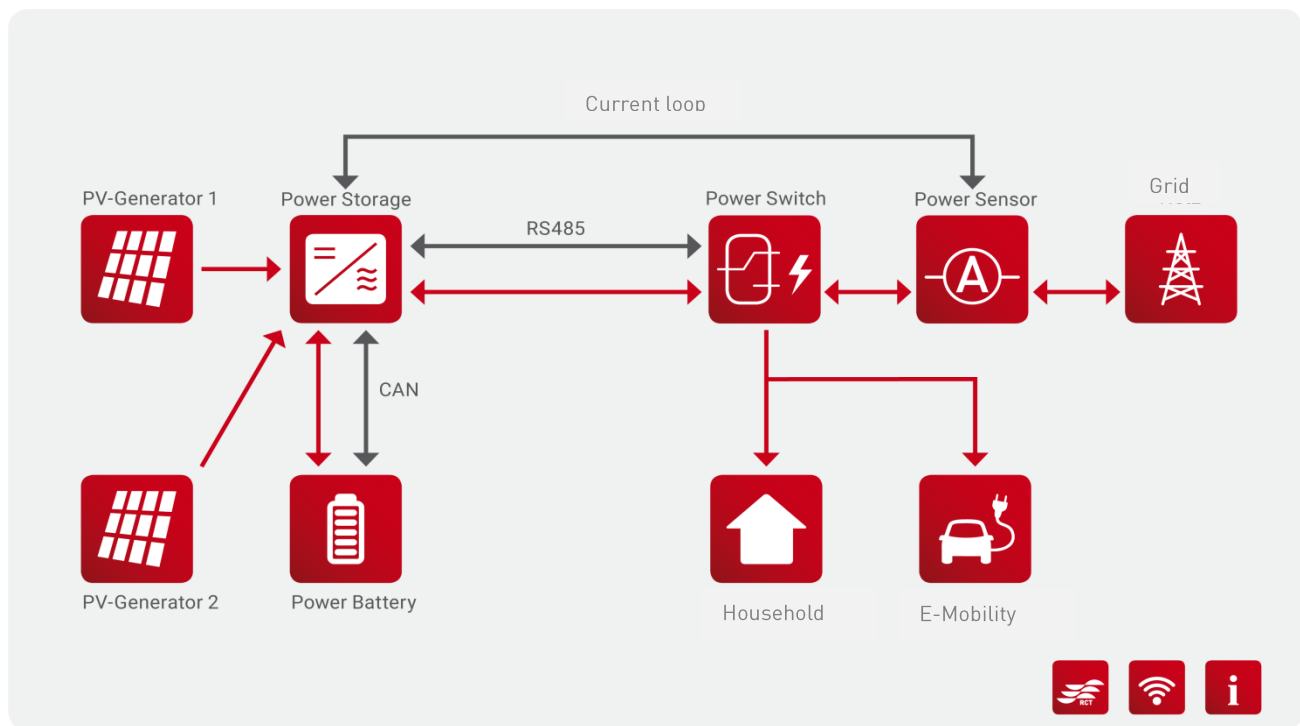 Current loop
PV-Generator 1
Power Storage
Power Switch
Power Sensor
Grid
RS485
A
CAN
PV-Generator 2
Power Battery
Household
E-Mobility
RCT
i